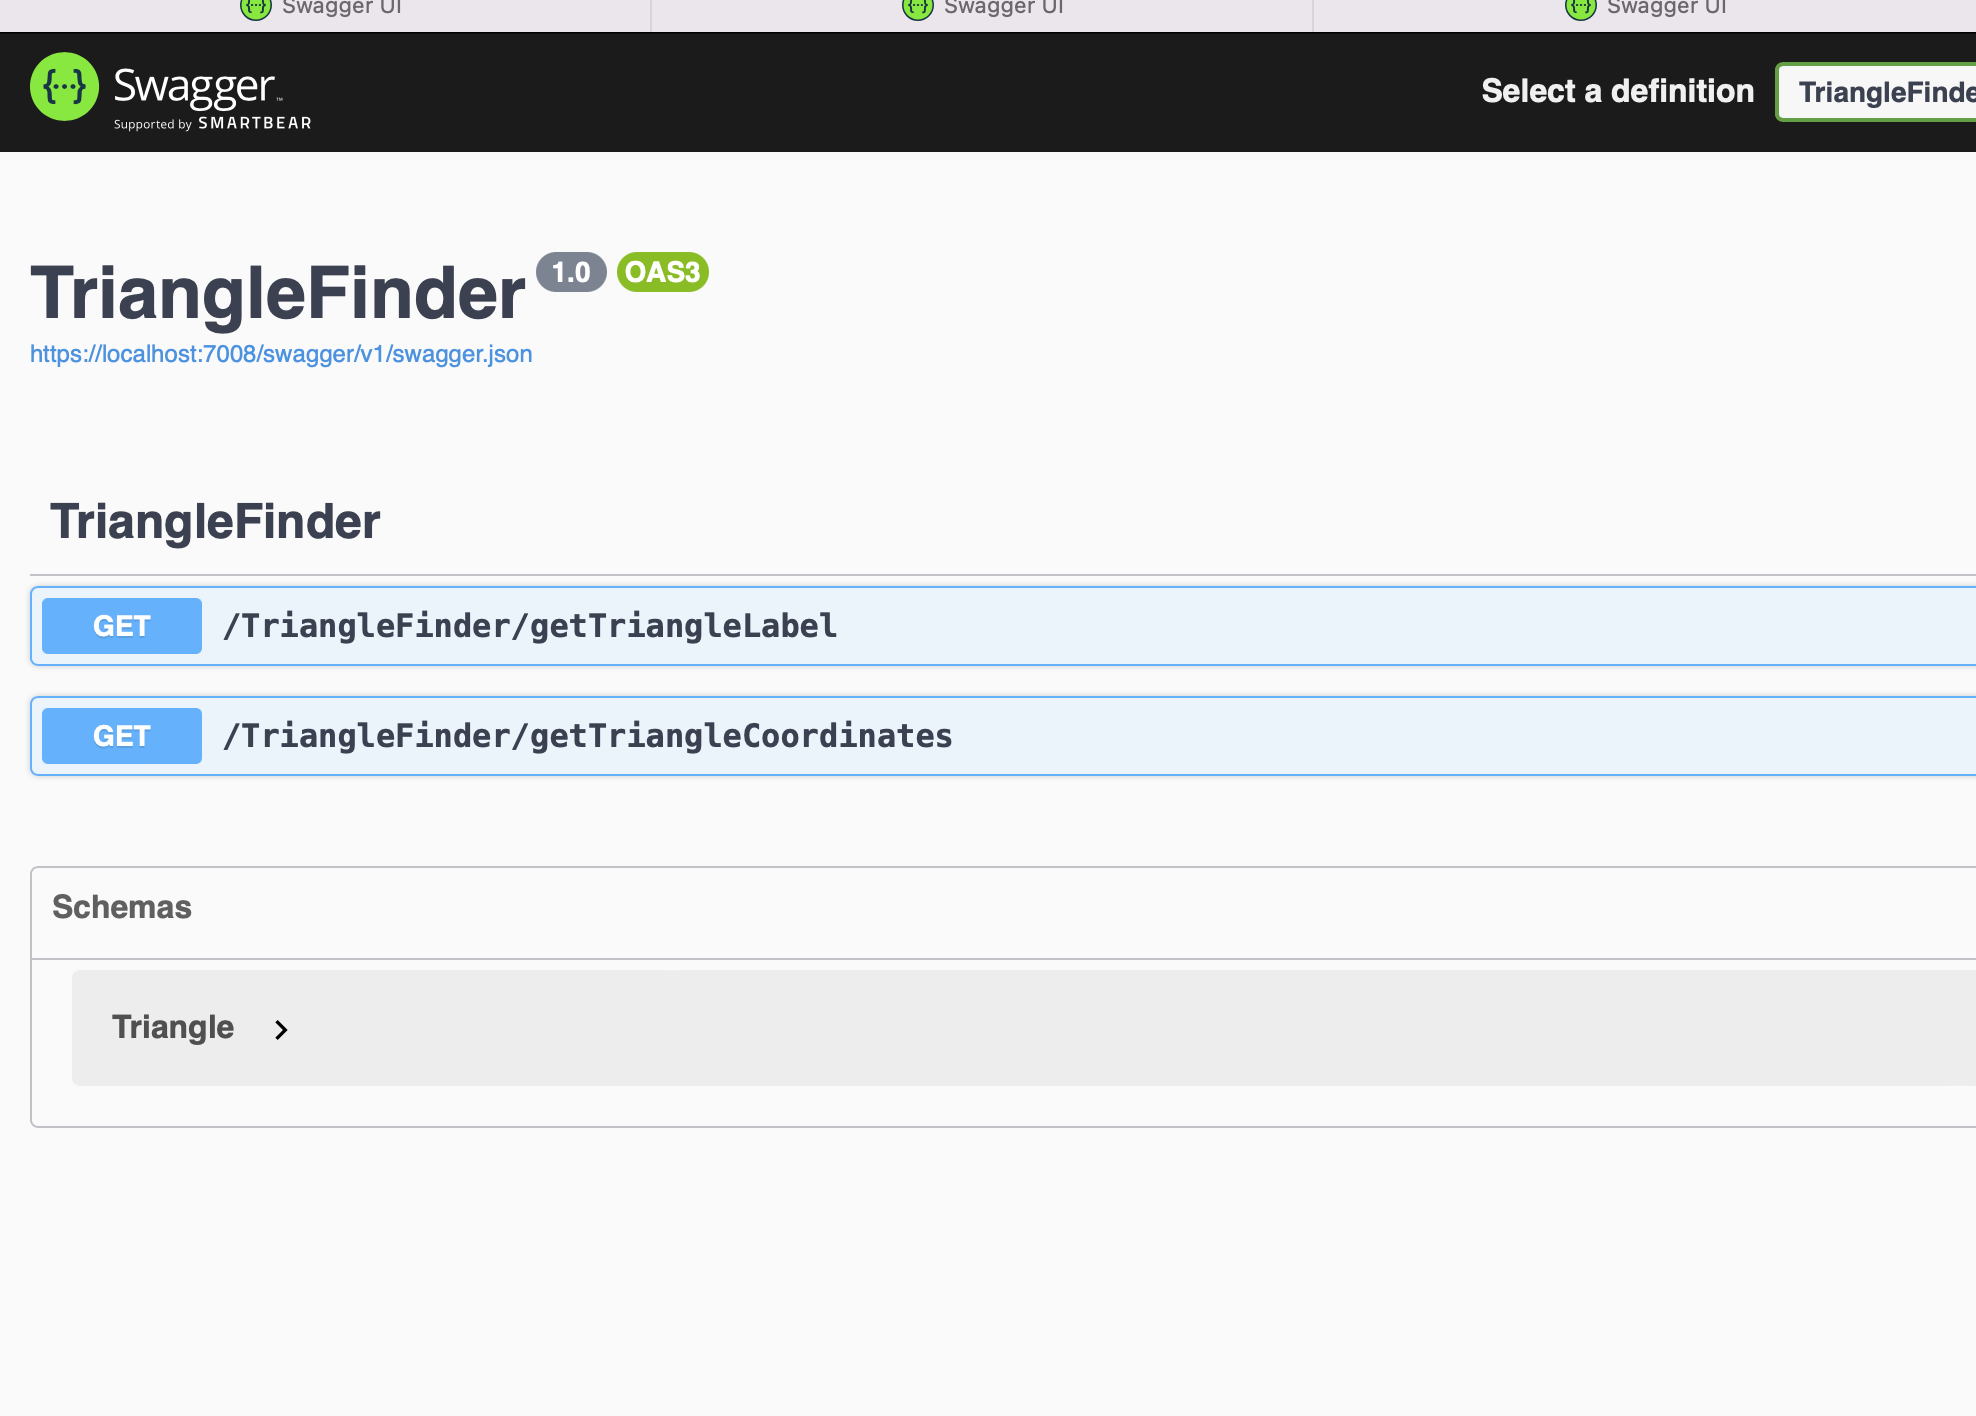 Swagger UI
Swagger UI
Swagger UI
{···} Swagger™
Supported by SMARTBEAR
Select a definition
TriangleFinde
TriangleFinder 1.0 OAS3
https://localhost:7008/swagger/v1/swagger.json
TriangleFinder
GET /TriangleFinder/getTriangleLabel
GET /TriangleFinder/getTriangleCoordinates
Schemas
Triangle